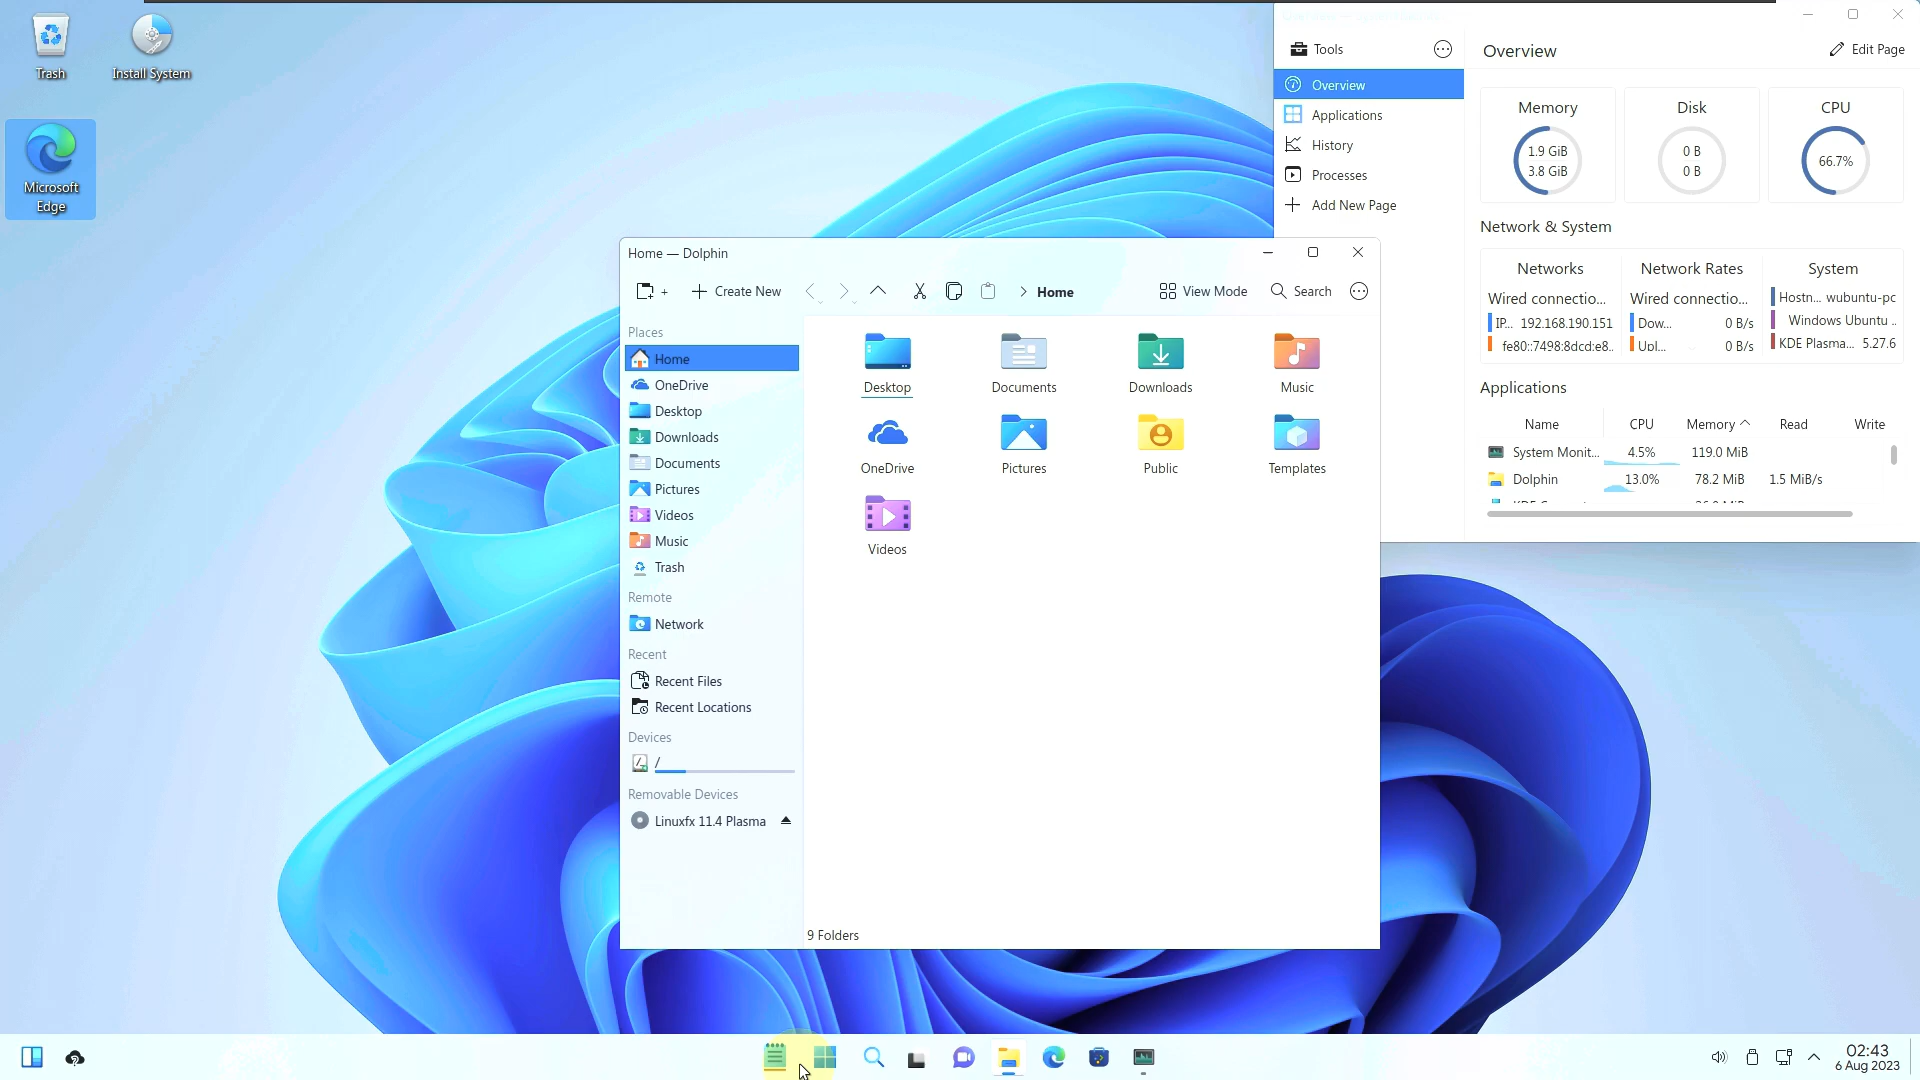 Trash
Install System
Microsoft
Edge
Tools
Overview
Applications
History
Processes
Add New Page
Overview
Edit Page
Memory
1.9 GiB
3.8 GiB
Disk
0 B
0 B
CPU
66.7%
Network & System
Networks
Wired connectio...
IP... 192.168.190.151
fe80::7498:8dcd:e8..
Network Rates
Wired connectio...
Dow... 0 B/s
Upl... 0 B/s
System
Hostn... wubuntu-pc
Windows Ubuntu ..
KDE Plasma... 5.27.6
Applications
Name CPU Memory Read Write
System Monit... 4.5% 119.0 MiB
Dolphin 13.0% 78.2 MiB 1.5 MiB/s
Home — Dolphin
+ Create New
Home
View Mode
Search
Places
Home
OneDrive
Desktop
Downloads
Documents
Pictures
Videos
Music
Trash
Remote
Network
Recent
Recent Files
Recent Locations
Devices
/
Removable Devices
Linuxfx 11.4 Plasma
Desktop
Documents
Downloads
Music
OneDrive
Pictures
Public
Templates
Videos
9 Folders
02:43
6 Aug 2023